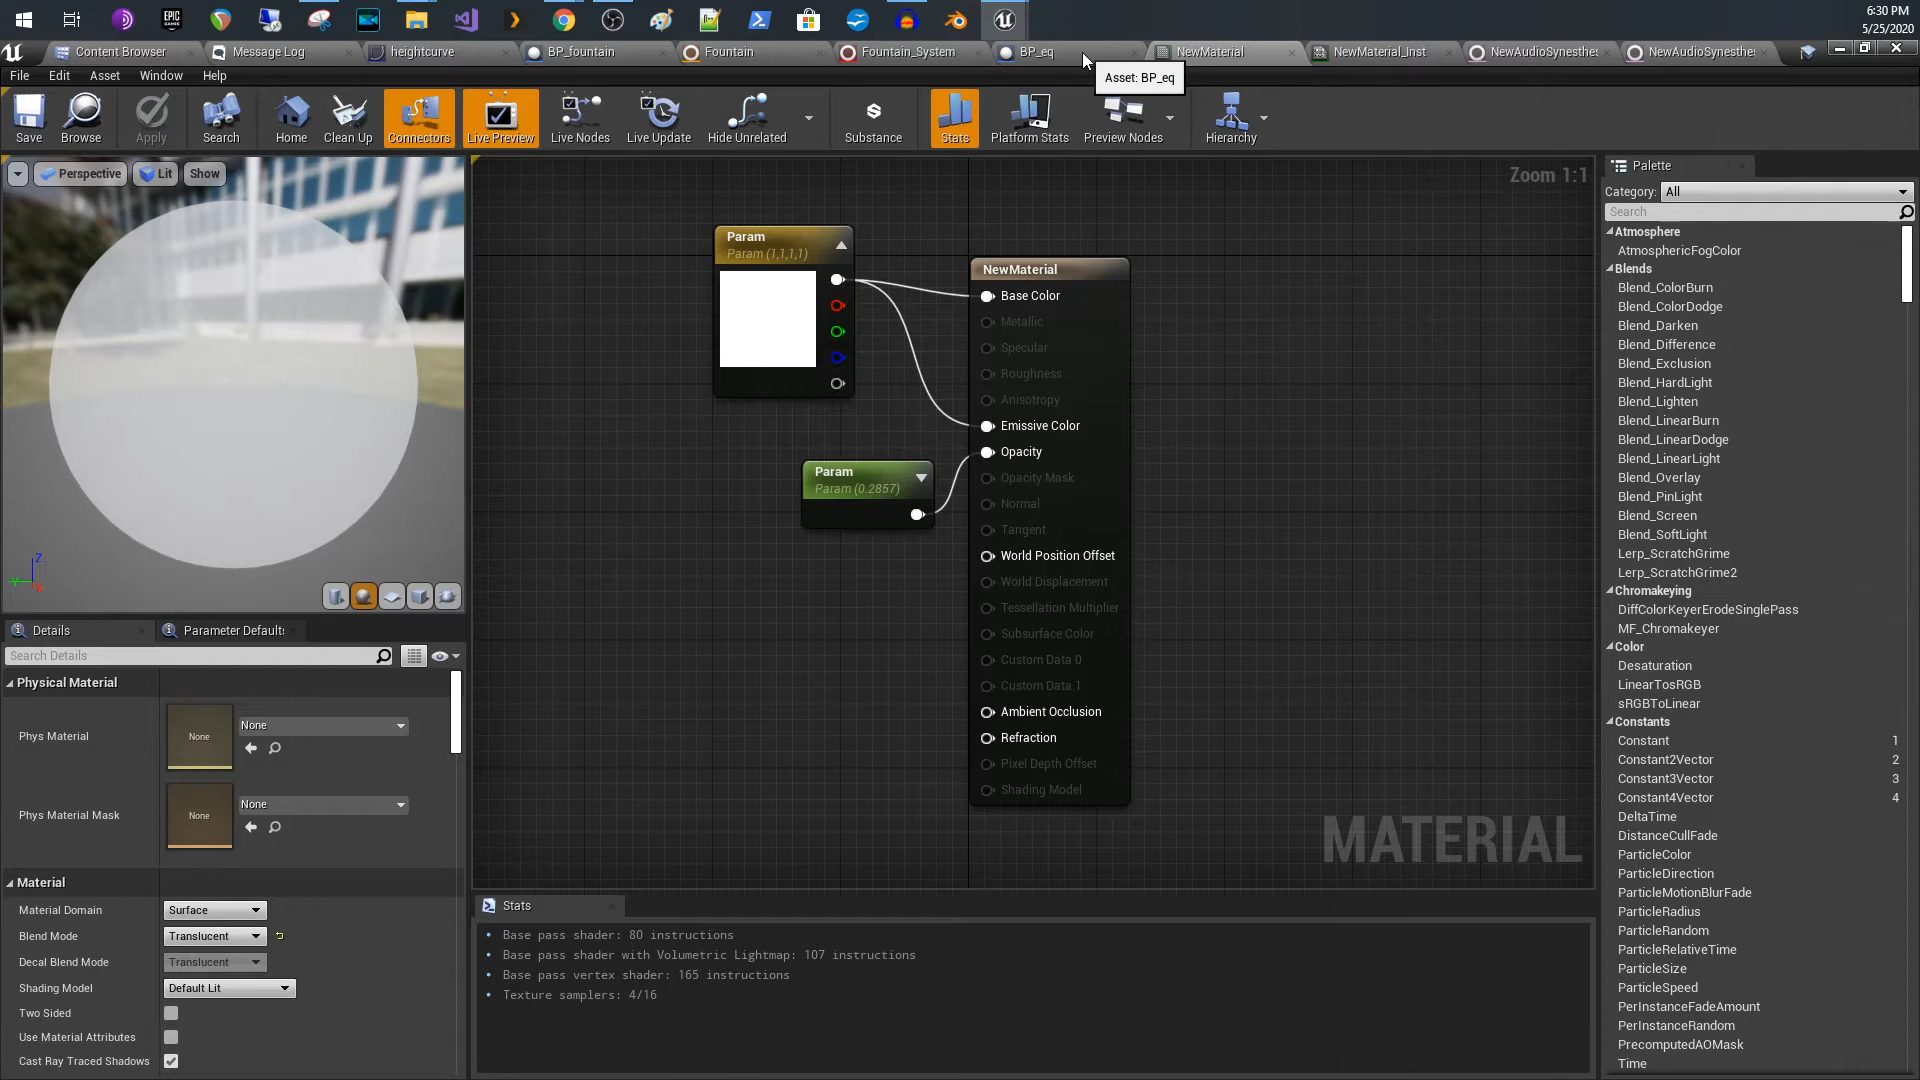 6:30 PM
5/25/2020
EPIC
GAMES
Content Browser
Message Log
heightcurve
BP_fountain
Fountain
Fountain_System
BP_eq
NewMaterial
NewMaterial_Inst
NewAudioSynesthe
NewAudioSynesthe
File
Edit
Asset
Window
Help
Asset: BP_eq
Save
Browse
Apply
Search
Home
Clean Up
Connectors
Live Preview
Live Nodes
Live Update
Hide Unrelated
Substance
Stats
Platform Stats
Preview Nodes
Hierarchy
Perspective
Lit
Show
Z
Y
X
Details
Parameter Defaults
Search Details
Physical Material
Phys Material
None
None
Phys Material Mask
None
None
Material
Material Domain
Surface
Blend Mode
Translucent
Decal Blend Mode
Translucent
Shading Model
Default Lit
Two Sided
Use Material Attributes
Cast Ray Traced Shadows
Zoom 1:1
Param
Param (1,1,1,1)
Param
Param (0.2857)
NewMaterial
Base Color
Metallic
Specular
Roughness
Anisotropy
Emissive Color
Opacity
Opacity Mask
Normal
Tangent
World Position Offset
World Displacement
Tessellation Multiplier
Subsurface Color
Custom Data 0
Custom Data 1
Ambient Occlusion
Refraction
Pixel Depth Offset
Shading Model
MATERIAL
Stats
Base pass shader: 80 instructions
Base pass shader with Volumetric Lightmap: 107 instructions
Base pass vertex shader: 165 instructions
Texture samplers: 4/16
Palette
Category:
All
Search
Atmosphere
AtmosphericFogColor
Blends
Blend_ColorBurn
Blend_ColorDodge
Blend_Darken
Blend_Difference
Blend_Exclusion
Blend_HardLight
Blend_Lighten
Blend_LinearBurn
Blend_LinearDodge
Blend_LinearLight
Blend_Overlay
Blend_PinLight
Blend_Screen
Blend_SoftLight
Lerp_ScratchGrime
Lerp_ScratchGrime2
Chromakeying
DiffColorKeyerErodeSinglePass
MF_Chromakeyer
Color
Desaturation
LinearTosRGB
sRGBToLinear
Constants
Constant 1
Constant2Vector 2
Constant3Vector 3
Constant4Vector 4
DeltaTime
DistanceCullFade
ParticleColor
ParticleDirection
ParticleMotionBlurFade
ParticleRadius
ParticleRandom
ParticleRelativeTime
ParticleSize
ParticleSpeed
PerInstanceFadeAmount
PerInstanceRandom
PrecomputedAOMask
Time